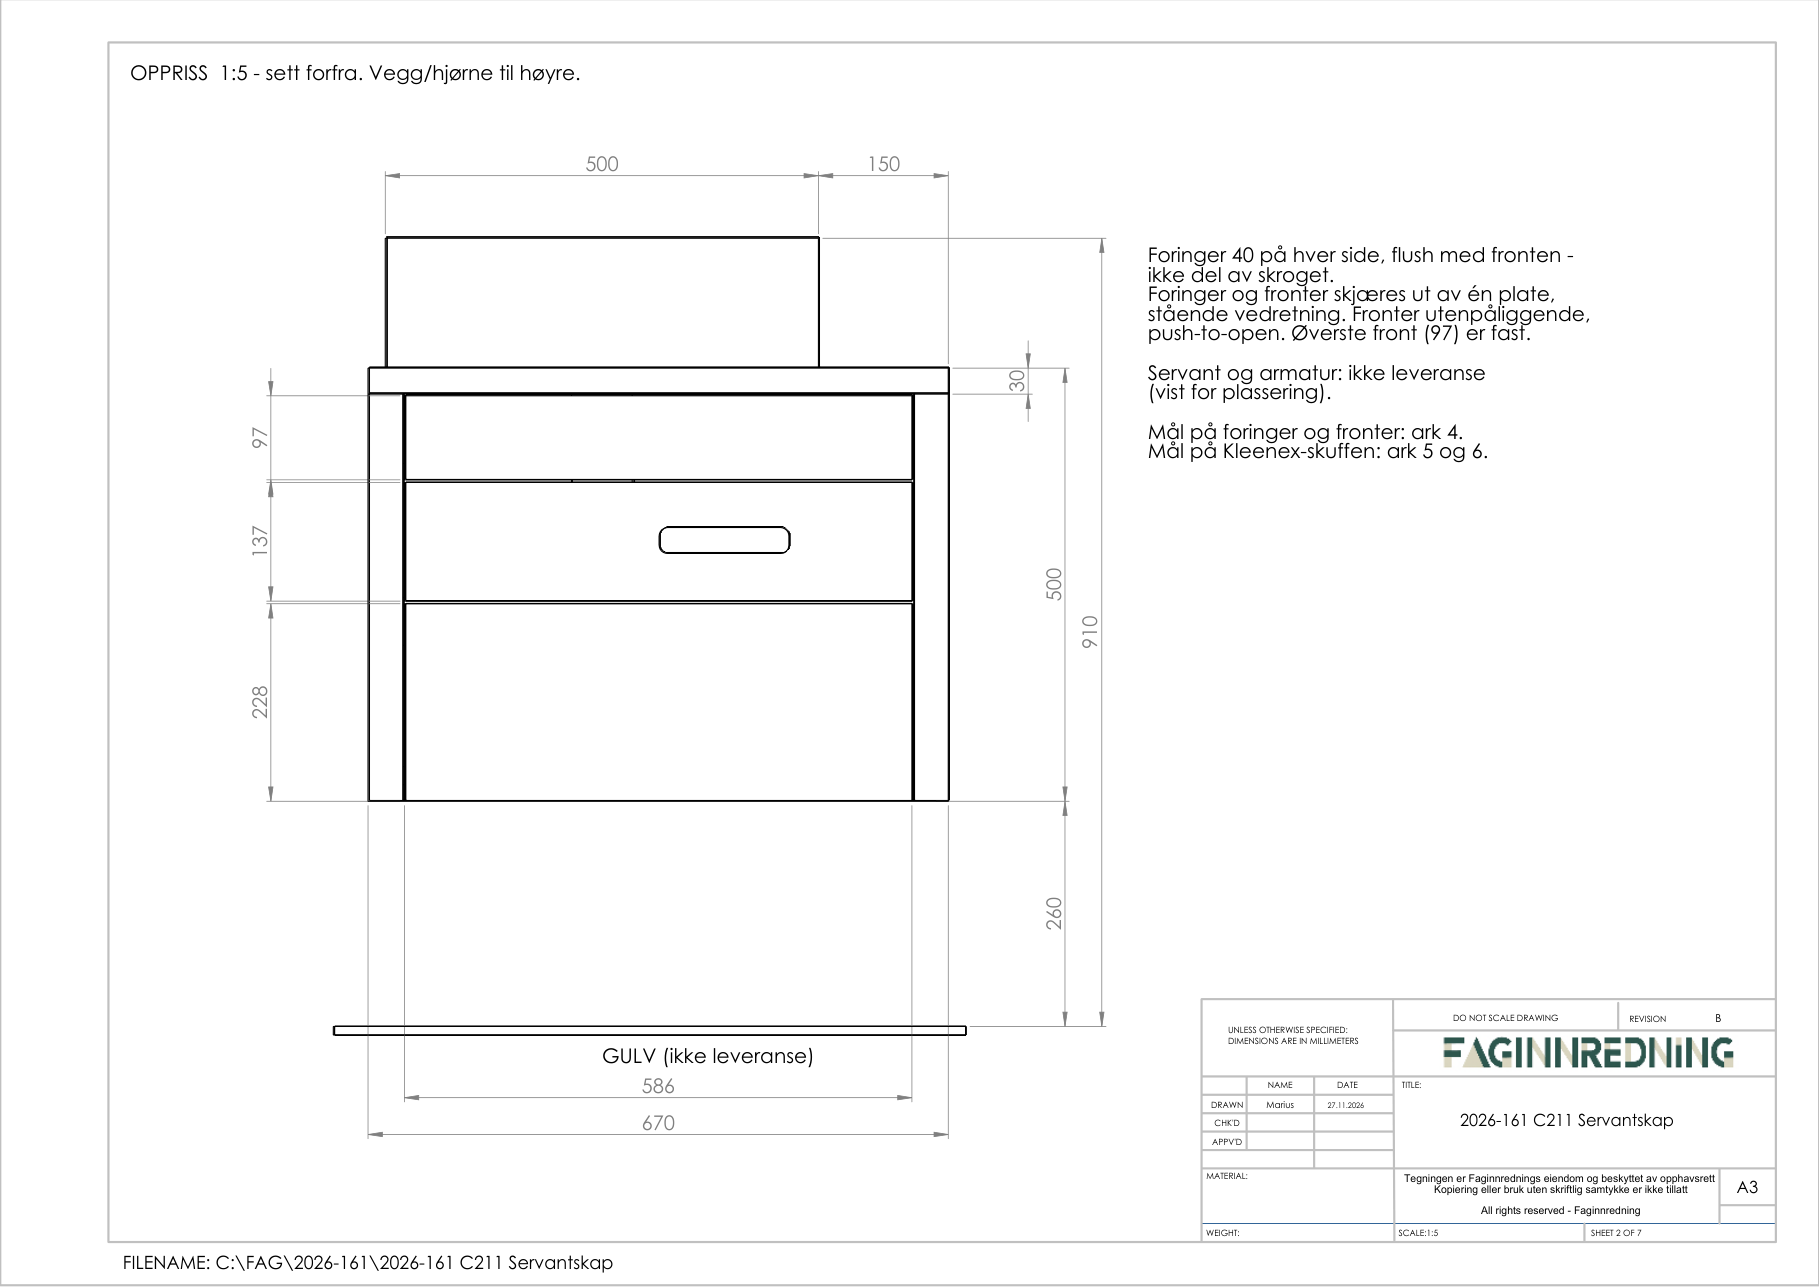 OPPRISS 1:5 - sett forfra. Vegg/hjørne til høyre.
500
150
Foringer 40 på hver side, flush med fronten -
ikke del av skroget.
Foringer og fronter skjæres ut av én plate,
stående vedretning. Fronter utenpåliggende,
push-to-open. Øverste front (97) er fast.
Servant og armatur: ikke leveranse
(vist for plassering).
Mål på foringer og fronter: ark 4.
Mål på Kleenex-skuffen: ark 5 og 6.
30
97
137
500
910
228
260
GULV (ikke leveranse)
586
670
UNLESS OTHERWISE SPECIFIED:
DIMENSIONS ARE IN MILLIMETERS
DO NOT SCALE DRAWING
REVISION B
FAGINNREDNING
NAME DATE
DRAWN Marius 27.11.2026
CHK'D
APPV'D
TITLE:
2026-161 C211 Servantskap
MATERIAL:
Tegningen er Faginnrednings eiendom og beskyttet av opphavsrett
Kopiering eller bruk uten skriftlig samtykke er ikke tillatt
All rights reserved - Faginnredning
A3
WEIGHT:
SCALE:1:5
SHEET 2 OF 7
FILENAME: C:\FAG\2026-161\2026-161 C211 Servantskap